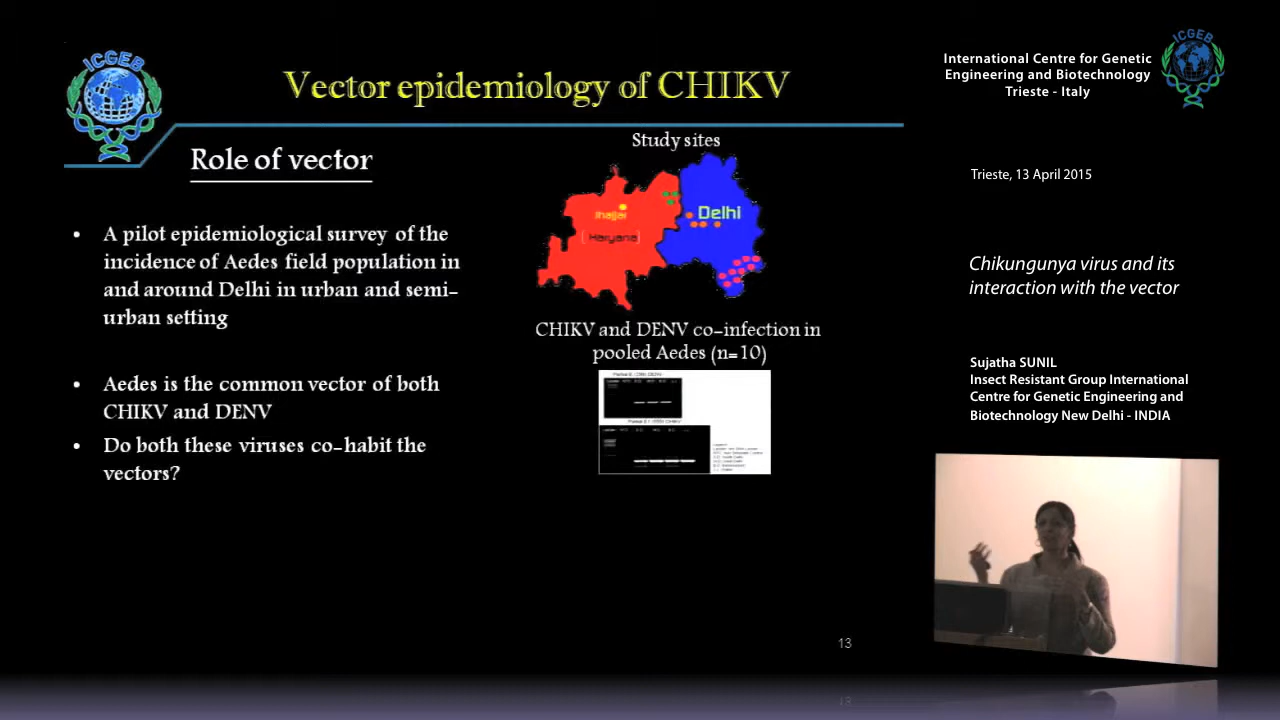 ICGEB
Vector epidemiology of CHIKV
Role of vector
• A pilot epidemiological survey of the
incidence of Aedes field population in
and around Delhi in urban and semi-
urban setting
• Aedes is the common vector of both
CHIKV and DENV
• Do both these viruses co-habit the
vectors?
Study sites
Jhajjar
[Haryana]
Delhi
CHIKV and DENV co-infection in
pooled Aedes (n=10)
13
International Centre for Genetic
Engineering and Biotechnology
Trieste - Italy
ICGEB
Trieste, 13 April 2015
Chikungunya virus and its
interaction with the vector
Sujatha SUNIL
Insect Resistant Group International
Centre for Genetic Engineering and
Biotechnology New Delhi - INDIA